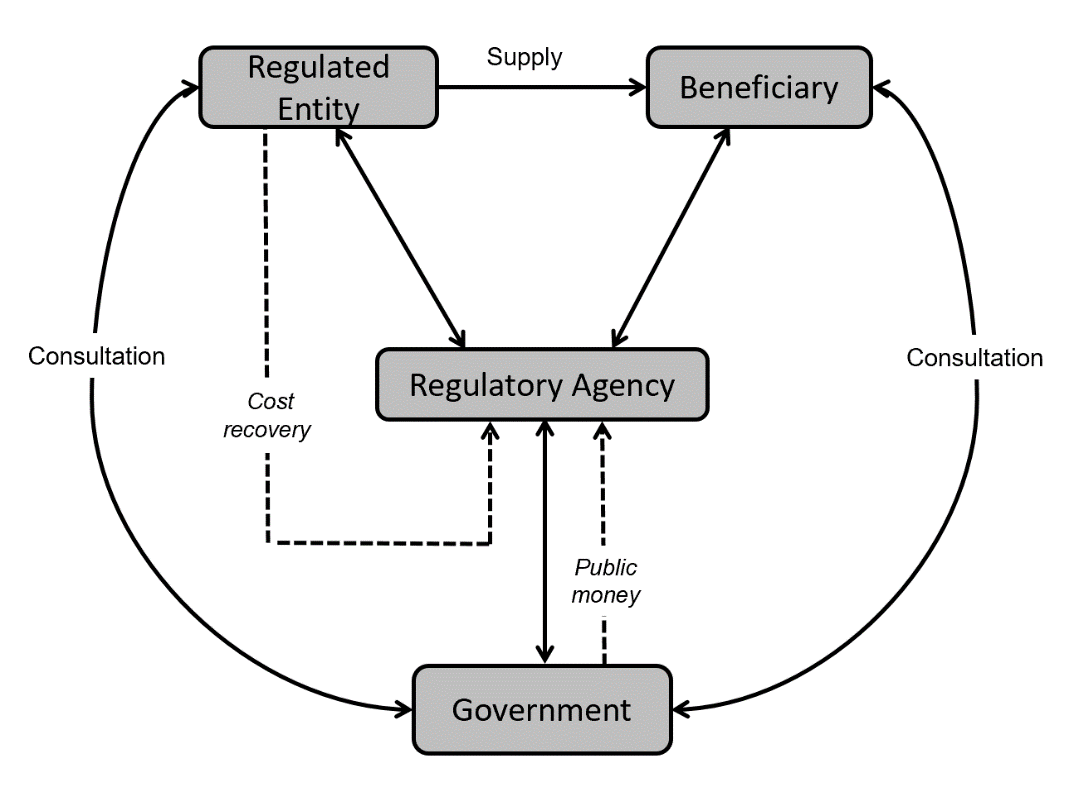 Supply
Regulated
Entity
Beneficiary
Consultation
Consultation
Regulatory Agency
Cost
recovery
Public
money
Government